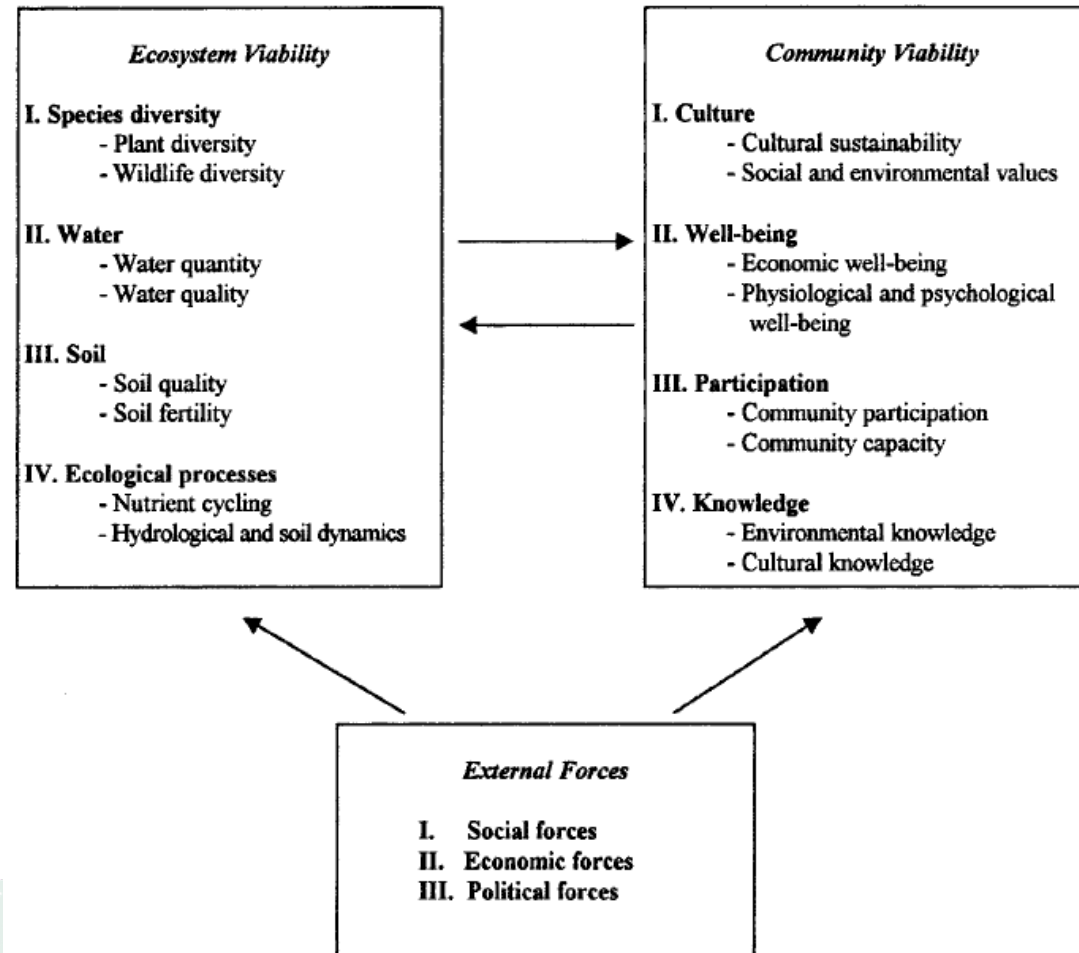 Ecosystem Viability
I. Species diversity
- Plant diversity
- Wildlife diversity
II. Water
- Water quantity
- Water quality
III. Soil
- Soil quality
- Soil fertility
IV. Ecological processes
- Nutrient cycling
- Hydrological and soil dynamics
Community Viability
I. Culture
- Cultural sustainability
- Social and environmental values
II. Well-being
- Economic well-being
- Physiological and psychological
well-being
III. Participation
- Community participation
- Community capacity
IV. Knowledge
- Environmental knowledge
- Cultural knowledge
External Forces
I. Social forces
II. Economic forces
III. Political forces